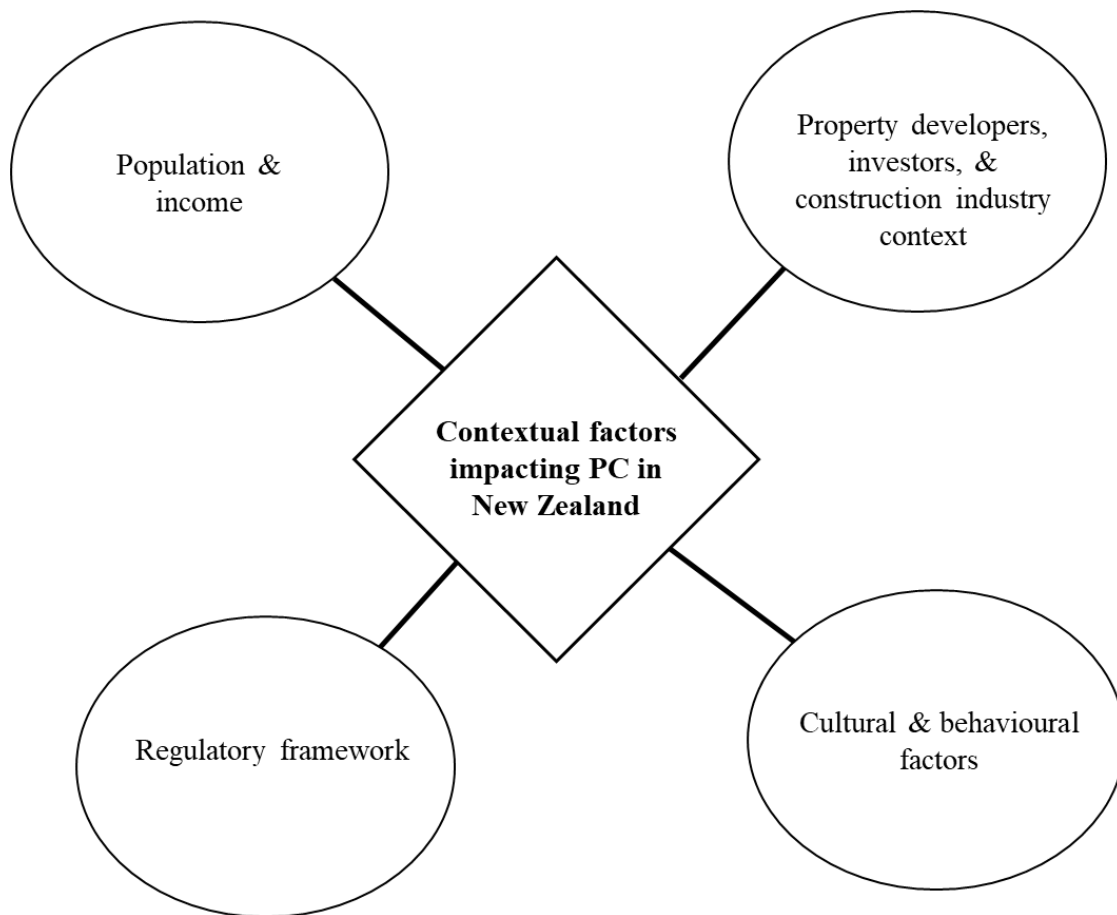 Population &
income
Property developers,
investors, &
construction industry
context
Contextual factors
impacting PC in
New Zealand
Regulatory framework
Cultural & behavioural
factors